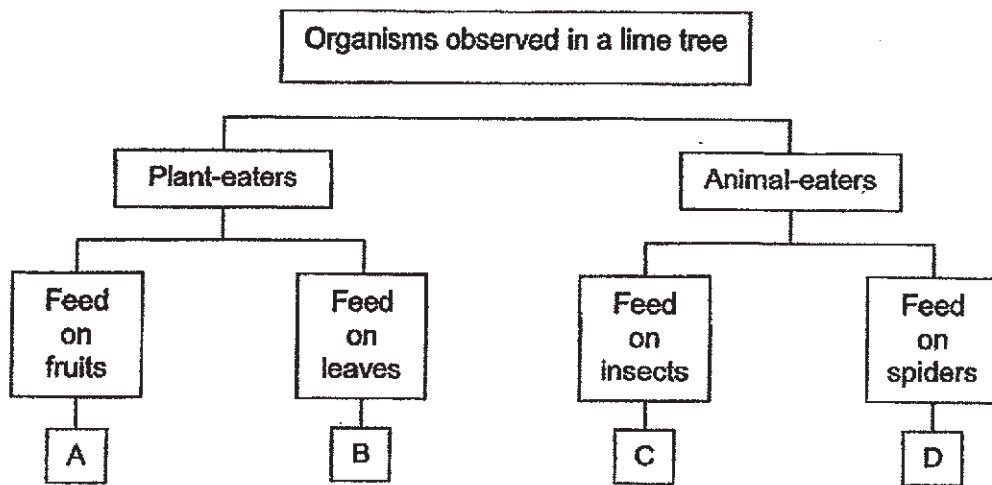 Organisms observed in a lime tree
Plant-eaters
Animal-eaters
Feed
on
fruits
Feed
on
leaves
Feed
on
insects
Feed
on
spiders
A
B
C
D